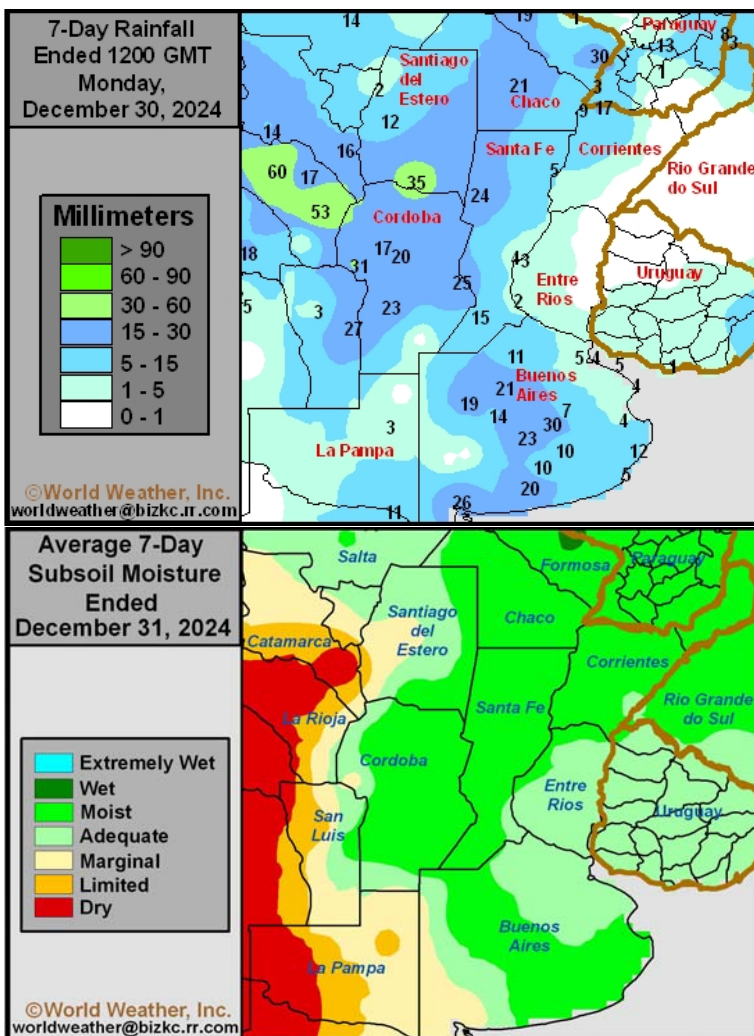 7-Day Rainfall
Ended 1200 GMT
Monday,
December 30, 2024
Millimeters
> 90
60 - 90
30 - 60
15 - 30
5 - 15
1 - 5
0 - 1
©World Weather, Inc.
worldweather@bizkc.rr.com
14
19
1
Paraguay
8
3
13
30
1
Santiago
del
Estero
2
21
Chaco
3
9
17
12
14
16
Santa Fe
Corrientes
60
17
5
Rio Grande
do Sul
35
24
53
Cordoba
17
20
18
31
43
Uruguay
25
Entre
Rios
5
3
23
2
27
15
11
5
4
5
1
Buenos
Aires
21
4
19
14
7
30
4
3
23
La Pampa
10
12
10
5
20
26
11
Average 7-Day
Subsoil Moisture
Ended
December 31, 2024
Extremely Wet
Wet
Moist
Adequate
Marginal
Limited
Dry
©World Weather, Inc.
worldweather@bizkc.rr.com
Salta
Formosa
Paraguay
Santiago
del
Estero
Chaco
Catamarca
Corrientes
La Rioja
Santa Fe
Rio Grande
do Sul
Cordoba
Entre
Rios
Uruguay
San
Luis
Buenos
Aires
La Pampa